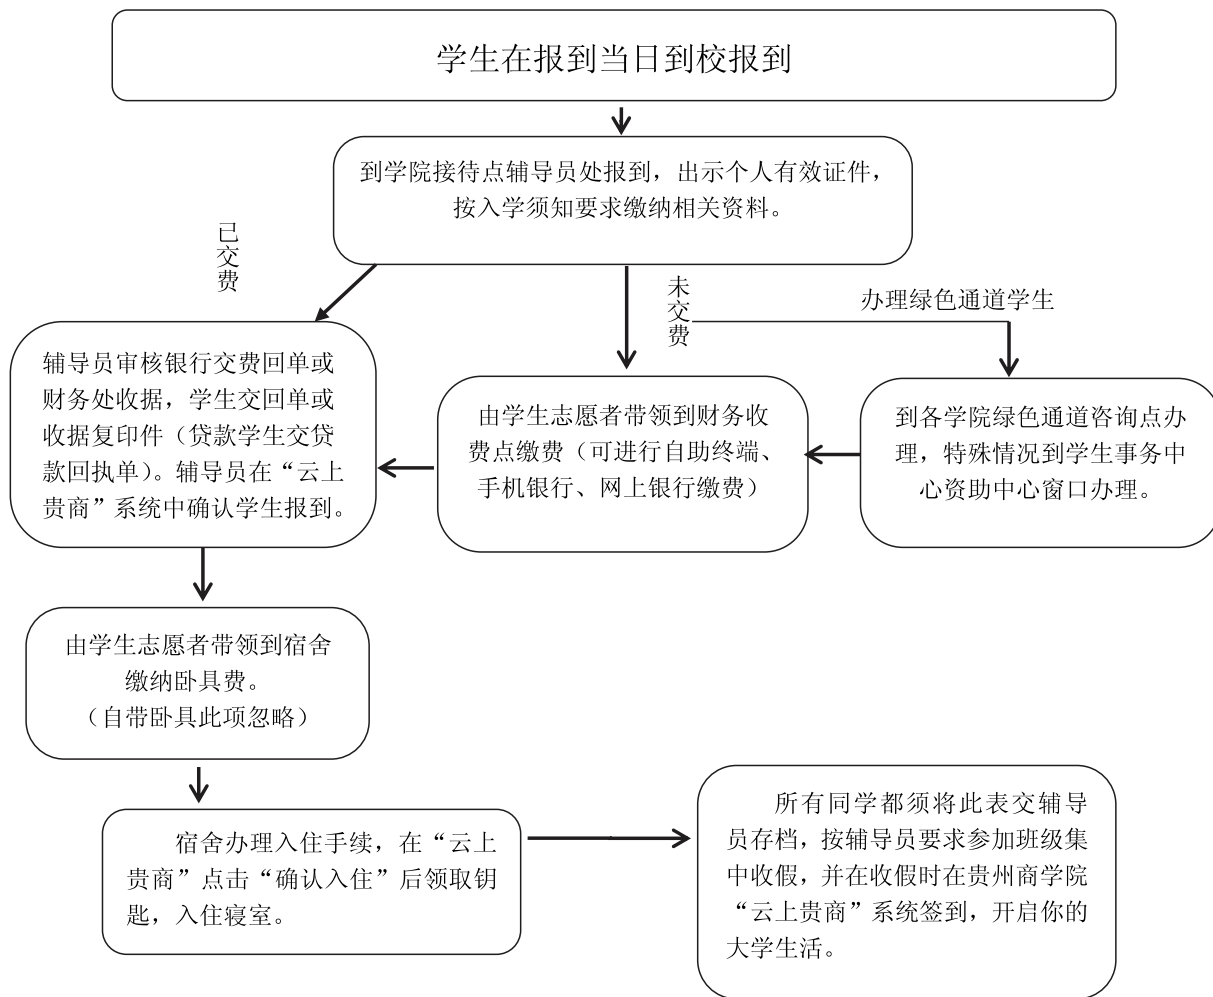 学生在报到当日到校报到
到学院接待点辅导员处报到，出示个人有效证件，
按入学须知要求缴纳相关资料。
已交费
未交费
办理绿色通道学生
辅导员审核银行交费回单或
财务处收据，学生交回单或
收据复印件（贷款学生交贷
款回执单）。辅导员在“云上
贵商”系统中确认学生报到。
由学生志愿者带领到财务收
费点缴费（可进行自助终端、
手机银行、网上银行缴费）
到各学院绿色通道咨询点办
理，特殊情况到学生事务中
心资助中心窗口办理。
由学生志愿者带领到宿舍
缴纳卧具费。
（自带卧具此项忽略）
宿舍办理入住手续，在“云上
贵商”点击“确认入住”后领取钥
匙，入住寝室。
所有同学都须将此表交辅导
员存档，按辅导员要求参加班级集
中收假，并在收假时在贵州商学院
“云上贵商”系统签到，开启你的
大学生活。